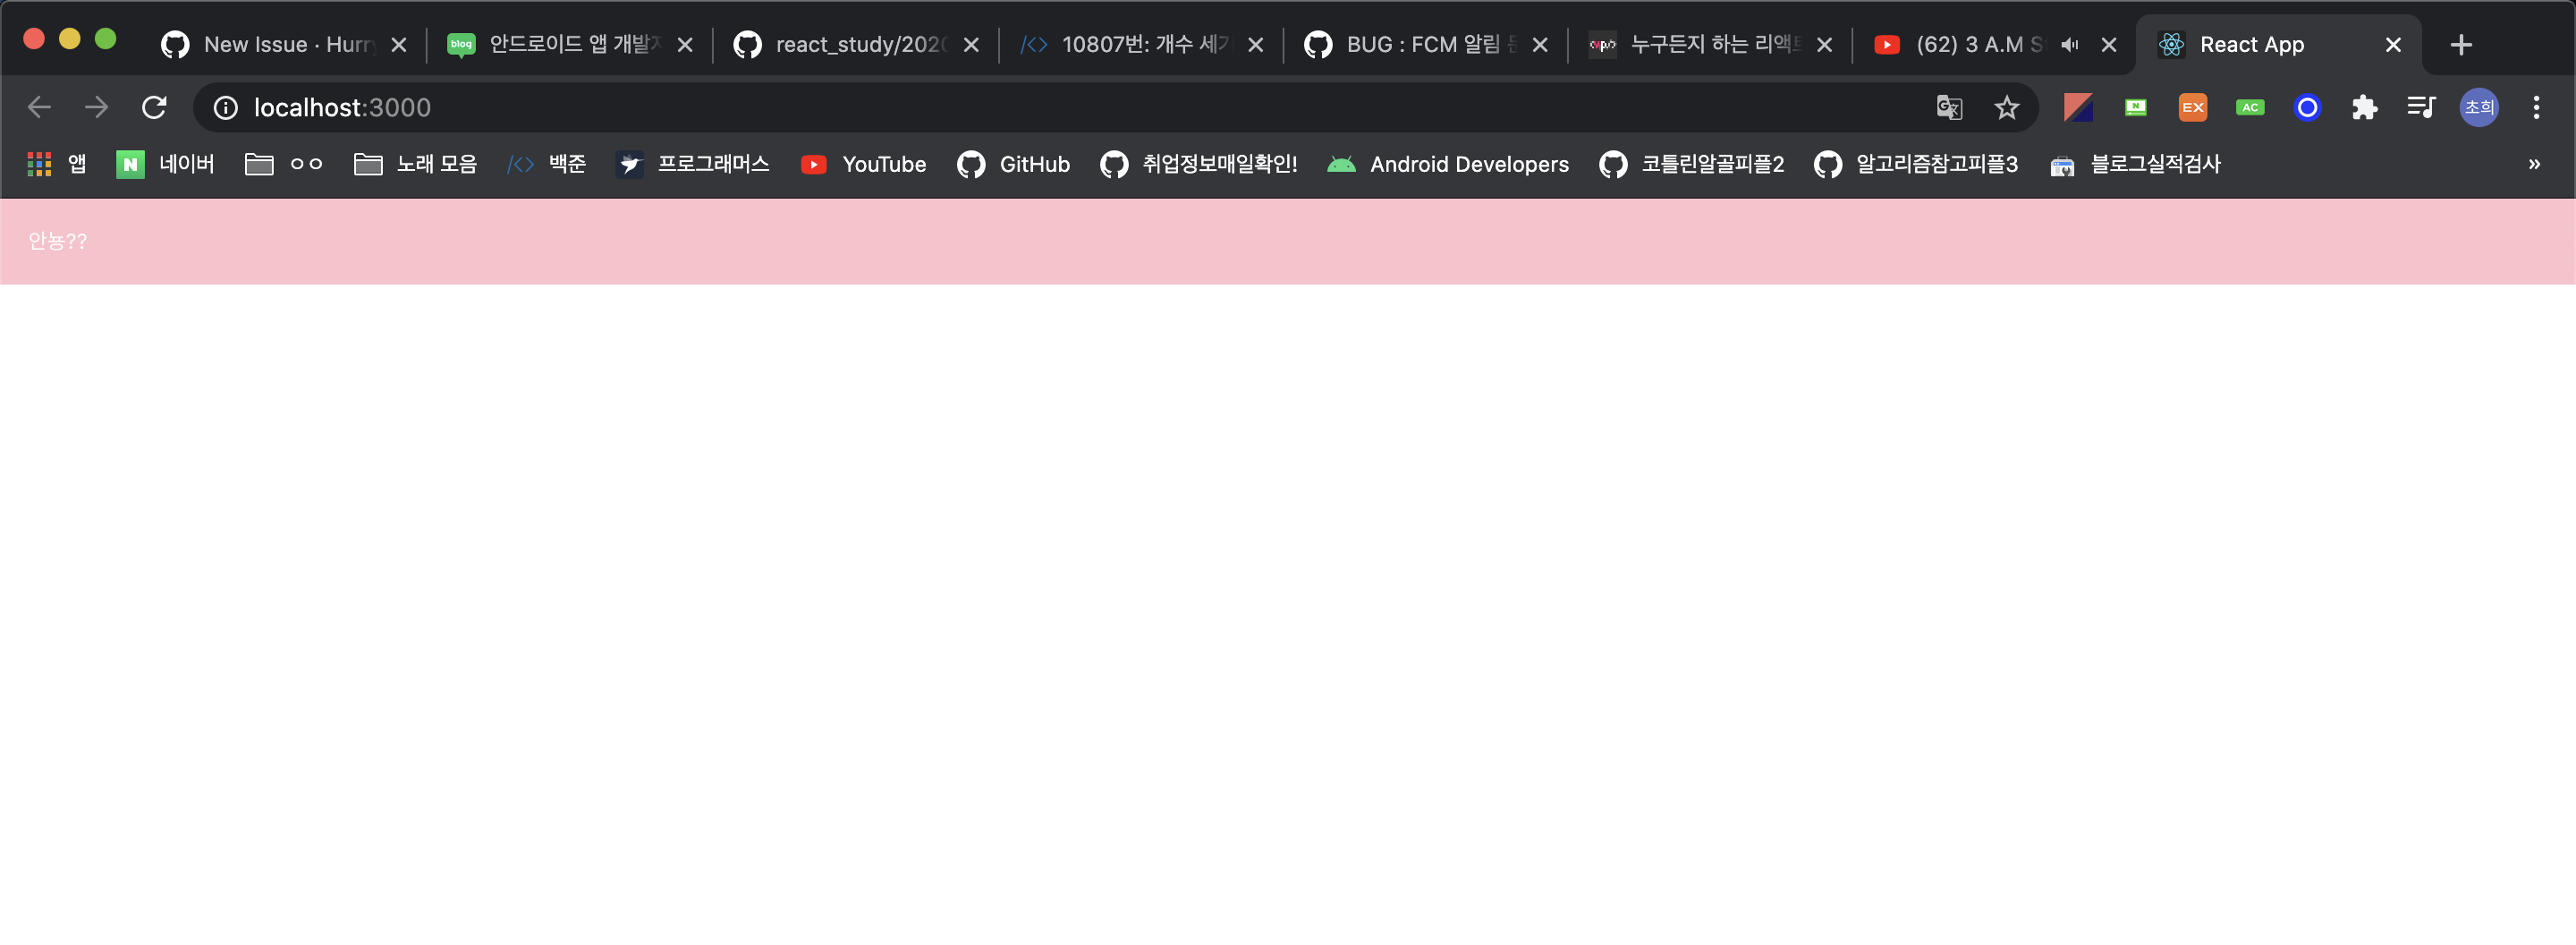 New Issue · Hurr
안드로이드 앱 개발자
react_study/202
10807번: 개수 세기
BUG : FCM 알림
누구든지 하는 리액트
(62) 3 A.M S
React App
localhost:3000
앱 네이버 ㅇㅇ 노래 모음 백준 프로그래머스 YouTube GitHub 취업정보매일확인! Android Developers 코틀린알골피플2 알고리즘참고피플3 블로그실적검사 »
N EX AC 초희
안뇽??